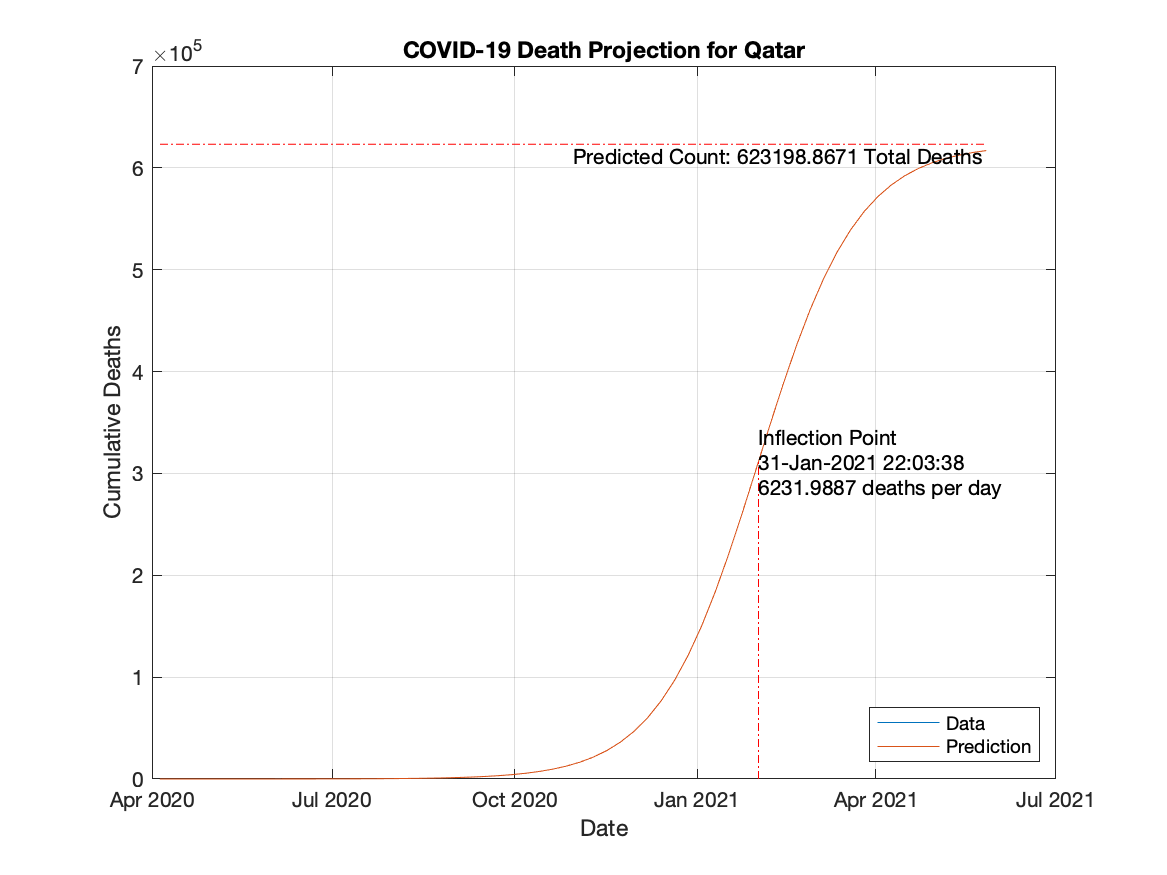 COVID-19 Death Projection for Qatar
×10⁵
7
6
5
4
3
2
1
0
Cumulative Deaths
Predicted Count: 623198.8671 Total Deaths
Inflection Point
31-Jan-2021 22:03:38
6231.9887 deaths per day
Data
Prediction
Apr 2020 Jul 2020 Oct 2020 Jan 2021 Apr 2021 Jul 2021
Date